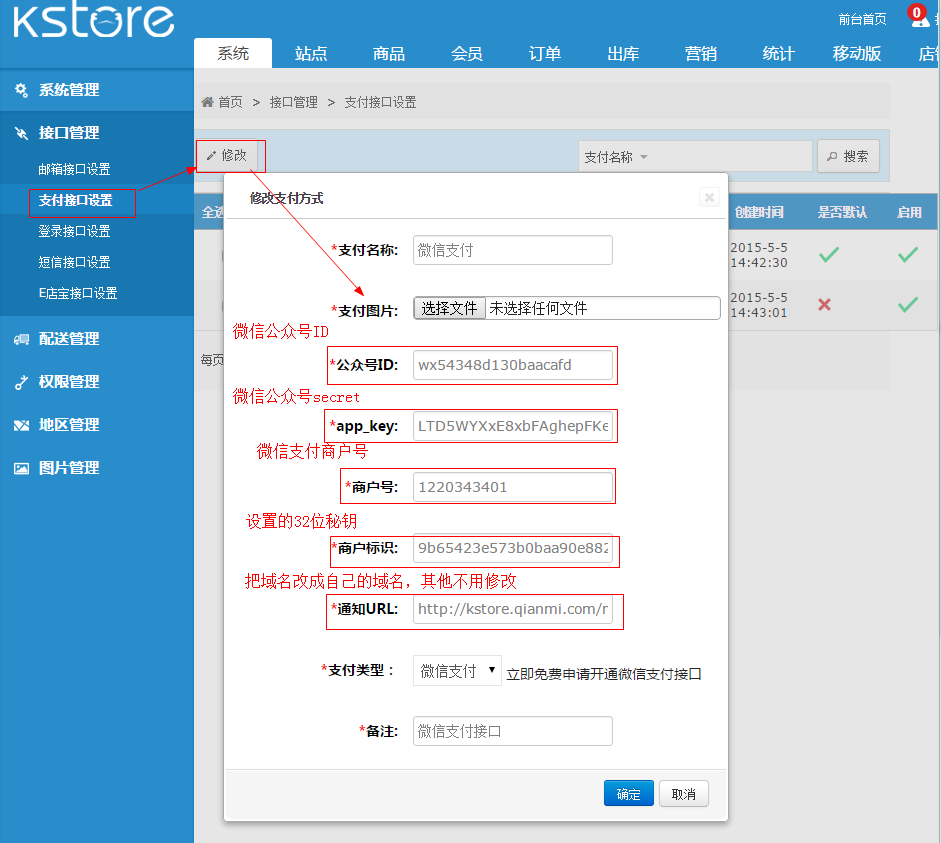 kstore
前台首页
0
系统 站点 商品 会员 订单 出库 营销 统计 移动版
系统管理
首页 > 接口管理 > 支付接口设置
接口管理
邮箱接口设置
支付接口设置
登录接口设置
短信接口设置
E店宝接口设置
配送管理
权限管理
地区管理
图片管理
修改
支付名称
搜索
全选
创建时间 是否默认 启用
2015-5-5
14:42:30
2015-5-5
14:43:01
每页
修改支付方式
*支付名称: 微信支付
*支付图片: 选择文件 未选择任何文件
微信公众号ID
*公众号ID: wx54348d130baacafd
微信公众号secret
*app_key: LTD5WYXxE8xbFAghepFKe
微信支付商户号
*商户号: 1220343401
设置的32位秘钥
*商户标识: 9b65423e573b0baa90e882
把域名改成自己的域名，其他不用修改
*通知URL: http://kstore.qianmi.com/r
*支付类型： 微信支付 立即免费申请开通微信支付接口
*备注: 微信支付接口
确定 取消